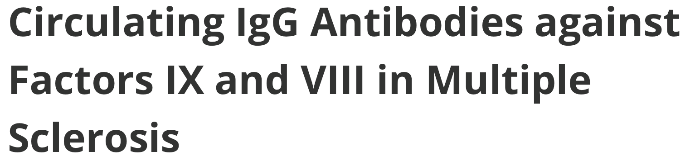 Circulating IgG Antibodies against
Factors IX and VIII in Multiple
Sclerosis